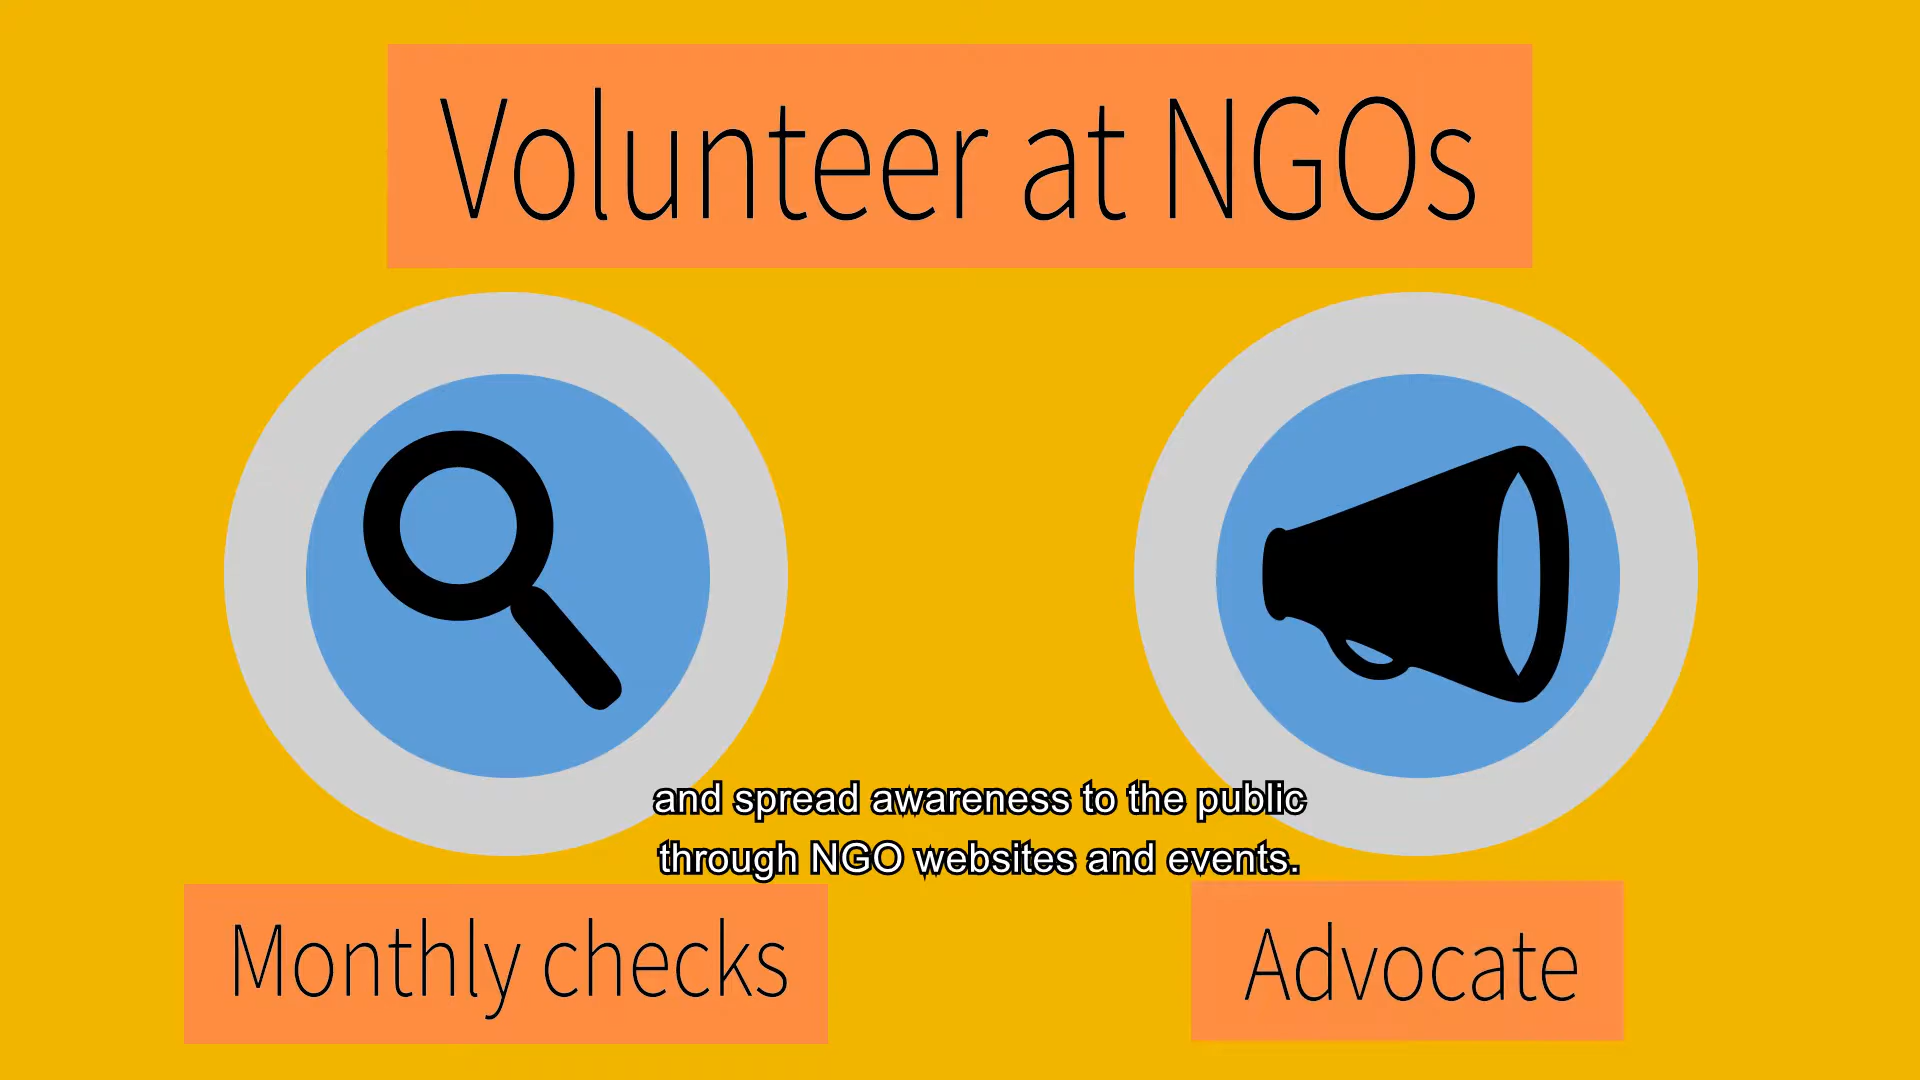 Volunteer at NGOs
and spread awareness to the public
through NGO websites and events.
Monthly checks
Advocate